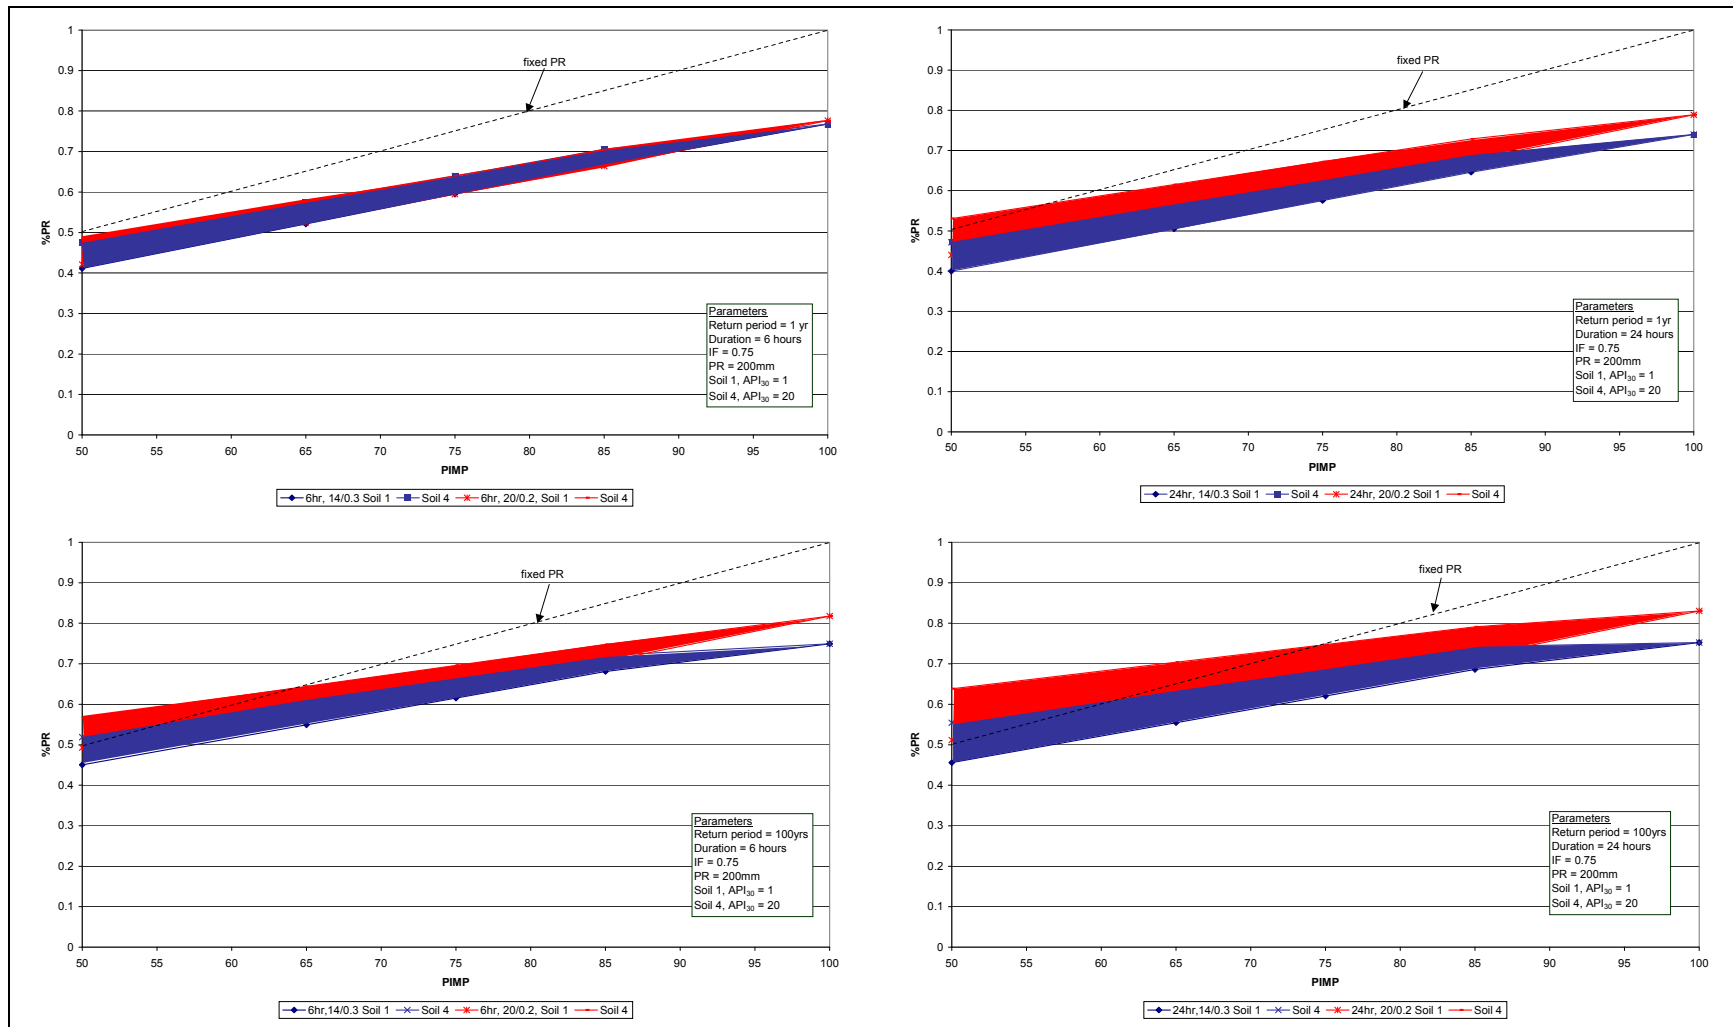 1
0.9
0.8
0.7
0.6
0.5
0.4
0.3
0.2
0.1
0
%PR
fixed PR
Parameters
Return period = 1 yr
Duration = 6 hours
IF = 0.75
PR = 200mm
Soil 1, API30 = 1
Soil 4, API30 = 20
50 55 60 65 70 75 80 85 90 95 100
PIMP
6hr, 14/0.3 Soil 1 Soil 4 6hr, 20/0.2, Soil 1 Soil 4
1
0.9
0.8
0.7
0.6
0.5
0.4
0.3
0.2
0.1
0
%PR
fixed PR
Parameters
Return period = 1yr
Duration = 24 hours
IF = 0.75
PR = 200mm
Soil 1, API30 = 1
Soil 4, API30 = 20
50 55 60 65 70 75 80 85 90 95 100
PIMP
24hr, 14/0.3 Soil 1 Soil 4 24hr, 20/0.2 Soil 1 Soil 4
1
0.9
0.8
0.7
0.6
0.5
0.4
0.3
0.2
0.1
0
%PR
fixed PR
Parameters
Return period = 100yrs
Duration = 6 hours
IF = 0.75
PR = 200mm
Soil 1, API30 = 1
Soil 4, API30 = 20
50 55 60 65 70 75 80 85 90 95 100
PIMP
6hr,14/0.3 Soil 1 Soil 4 6hr, 20/0.2, Soil 1 Soil 4
1
0.9
0.8
0.7
0.6
0.5
0.4
0.3
0.2
0.1
0
%PR
fixed PR
Parameters
Return period = 100yrs
Duration = 24 hours
IF = 0.75
PR = 200mm
Soil 1, API30 = 1
Soil 4, API30 = 20
50 55 60 65 70 75 80 85 90 95 100
PIMP
24hr,14/0.3 Soil 1 Soil 4 24hr, 20/0.2 Soil 1 Soil 4